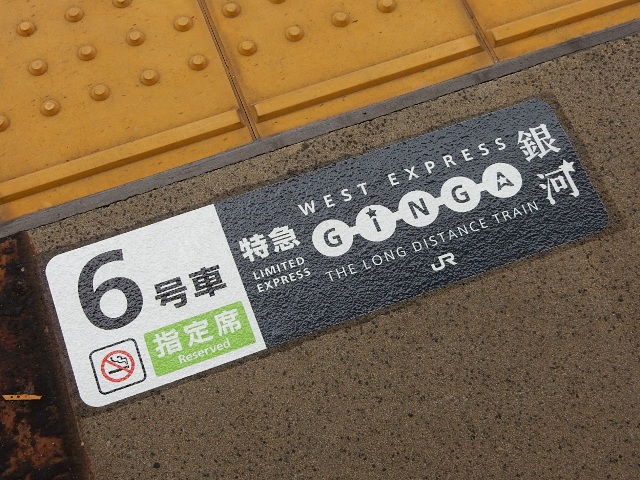 6号車
指定席
Reserved
特急
LIMITED
EXPRESS
WEST EXPRESS
GiNGA
銀河
THE LONG DISTANCE TRAIN
JR